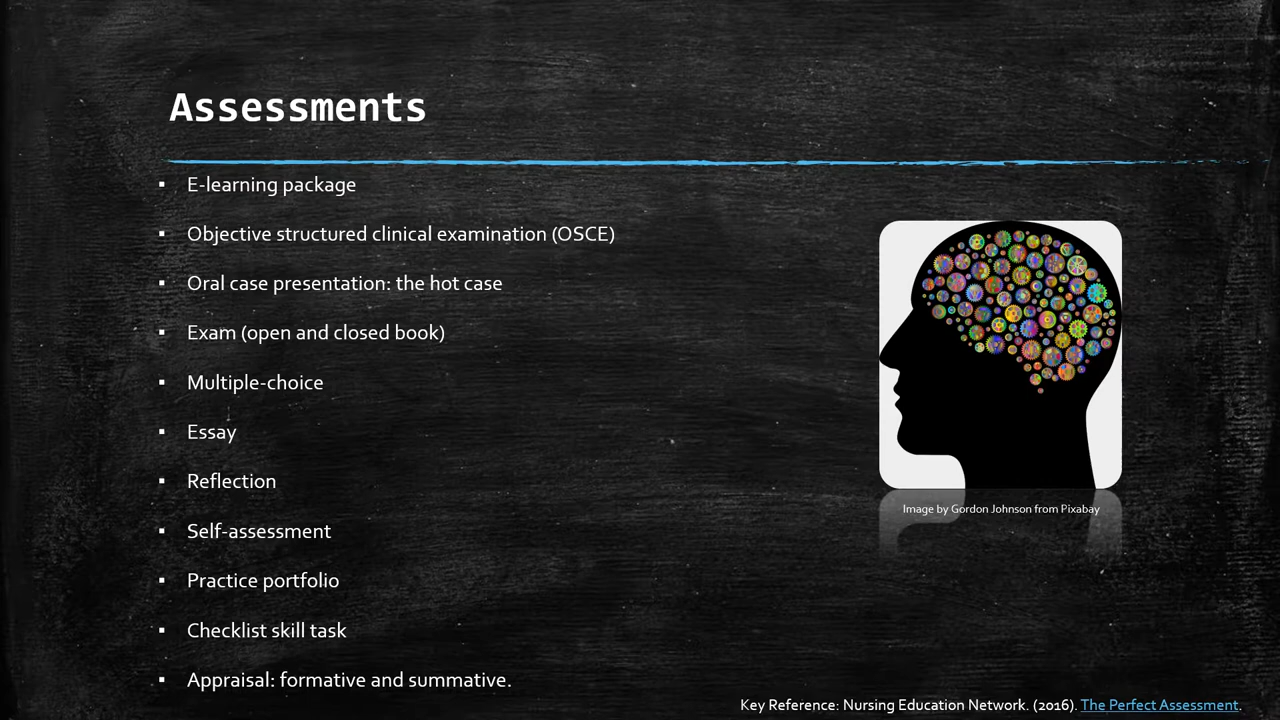 Assessments
▪ E-learning package
▪ Objective structured clinical examination (OSCE)
▪ Oral case presentation: the hot case
▪ Exam (open and closed book)
▪ Multiple-choice
▪ Essay
▪ Reflection
▪ Self-assessment
▪ Practice portfolio
▪ Checklist skill task
▪ Appraisal: formative and summative.
Image by Gordon Johnson from Pixabay
Key Reference: Nursing Education Network. (2016). The Perfect Assessment.